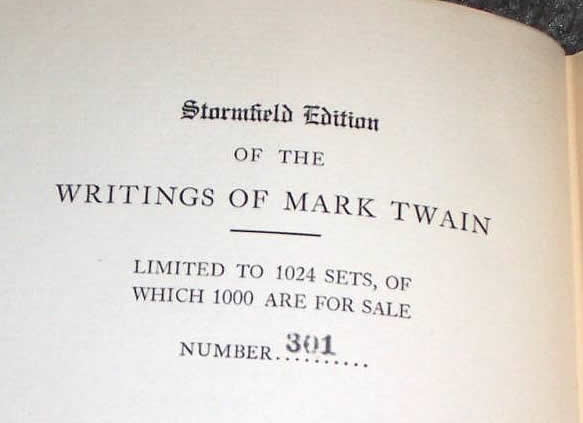 Stormfield Edition
OF THE
WRITINGS OF MARK TWAIN
LIMITED TO 1024 SETS, OF
WHICH 1000 ARE FOR SALE
NUMBER..........301